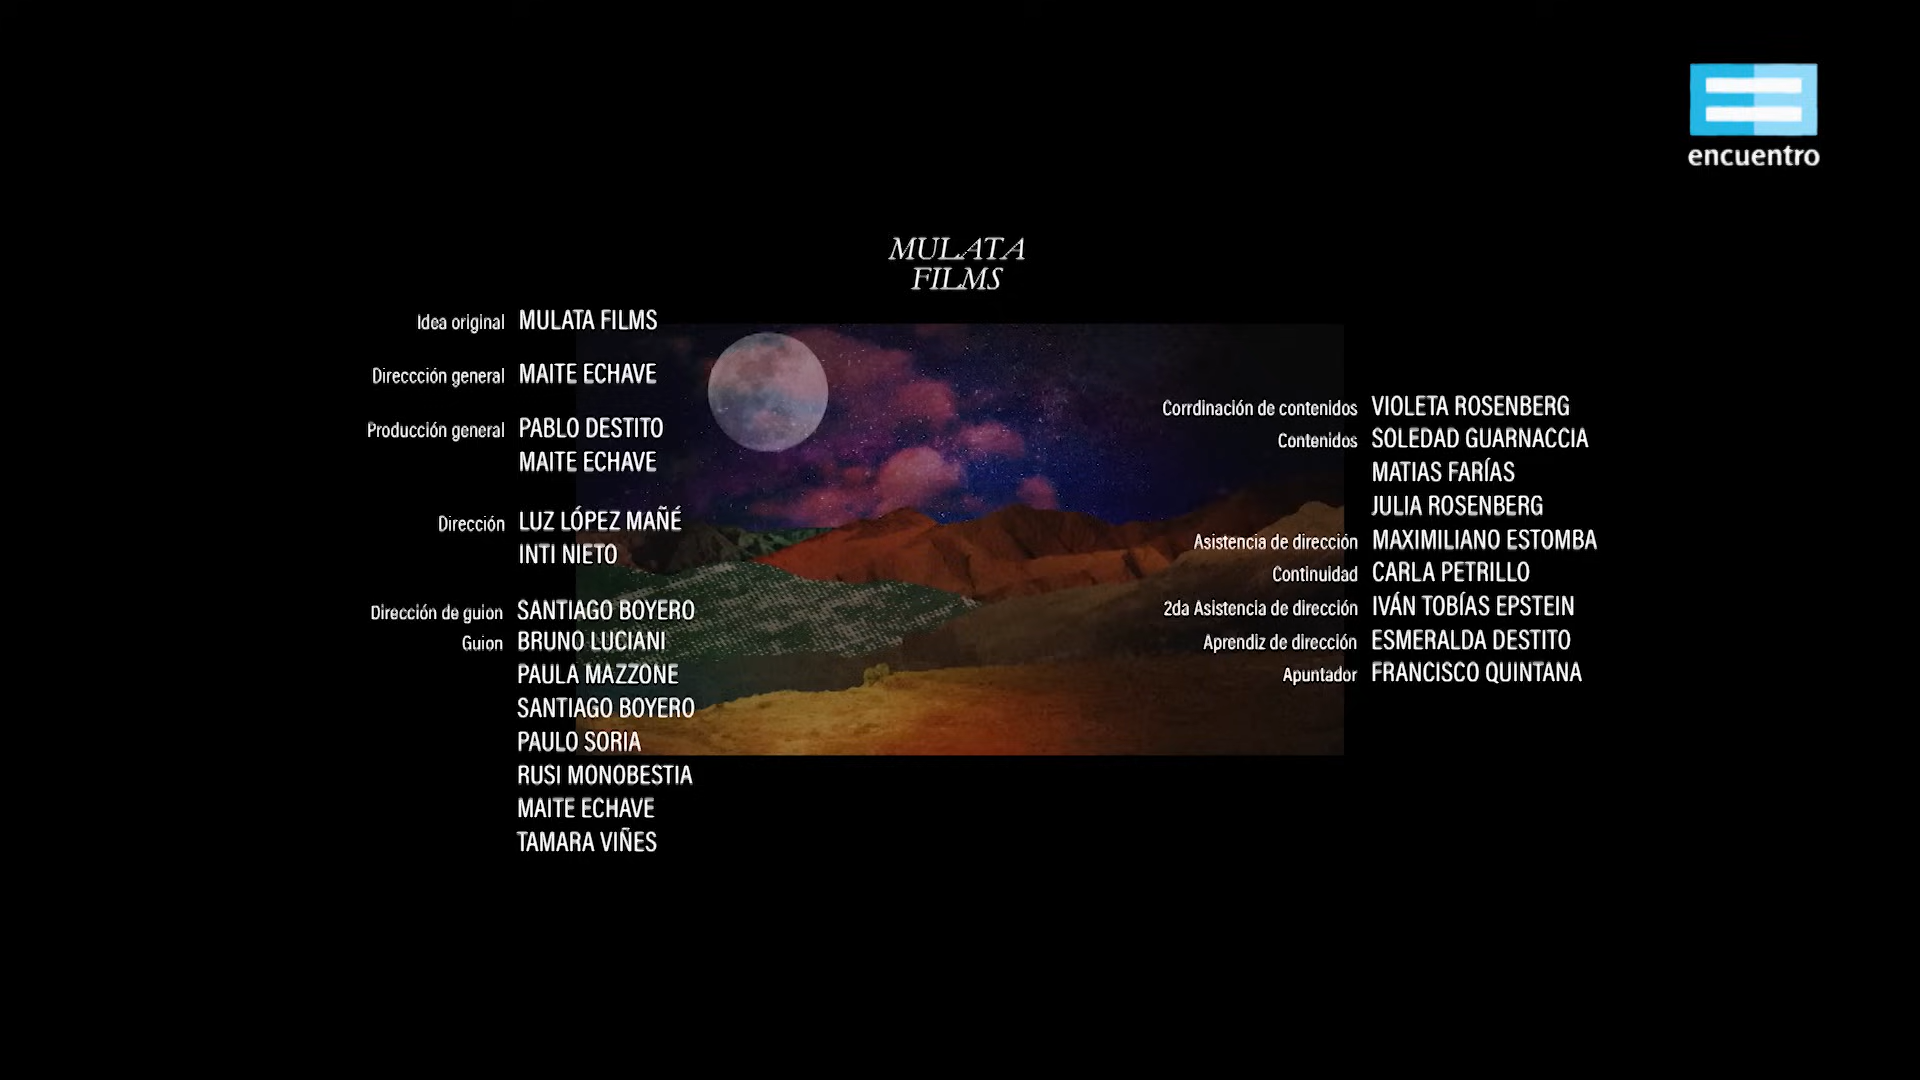 encuentro
MULATA
FILMS
Idea original MULATA FILMS
Direccción general MAITE ECHAVE
Producción general PABLO DESTITO
MAITE ECHAVE
Dirección LUZ LÓPEZ MAÑÉ
INTI NIETO
Dirección de guion SANTIAGO BOYERO
Guion BRUNO LUCIANI
PAULA MAZZONE
SANTIAGO BOYERO
PAULO SORIA
RUSI MONOBESTIA
MAITE ECHAVE
TAMARA VIÑES
Corrdinación de contenidos VIOLETA ROSENBERG
Contenidos SOLEDAD GUARNACCIA
MATIAS FARÍAS
JULIA ROSENBERG
Asistencia de dirección MAXIMILIANO ESTOMBA
Continuidad CARLA PETRILLO
2da Asistencia de dirección IVÁN TOBÍAS EPSTEIN
Aprendiz de dirección ESMERALDA DESTITO
Apuntador FRANCISCO QUINTANA